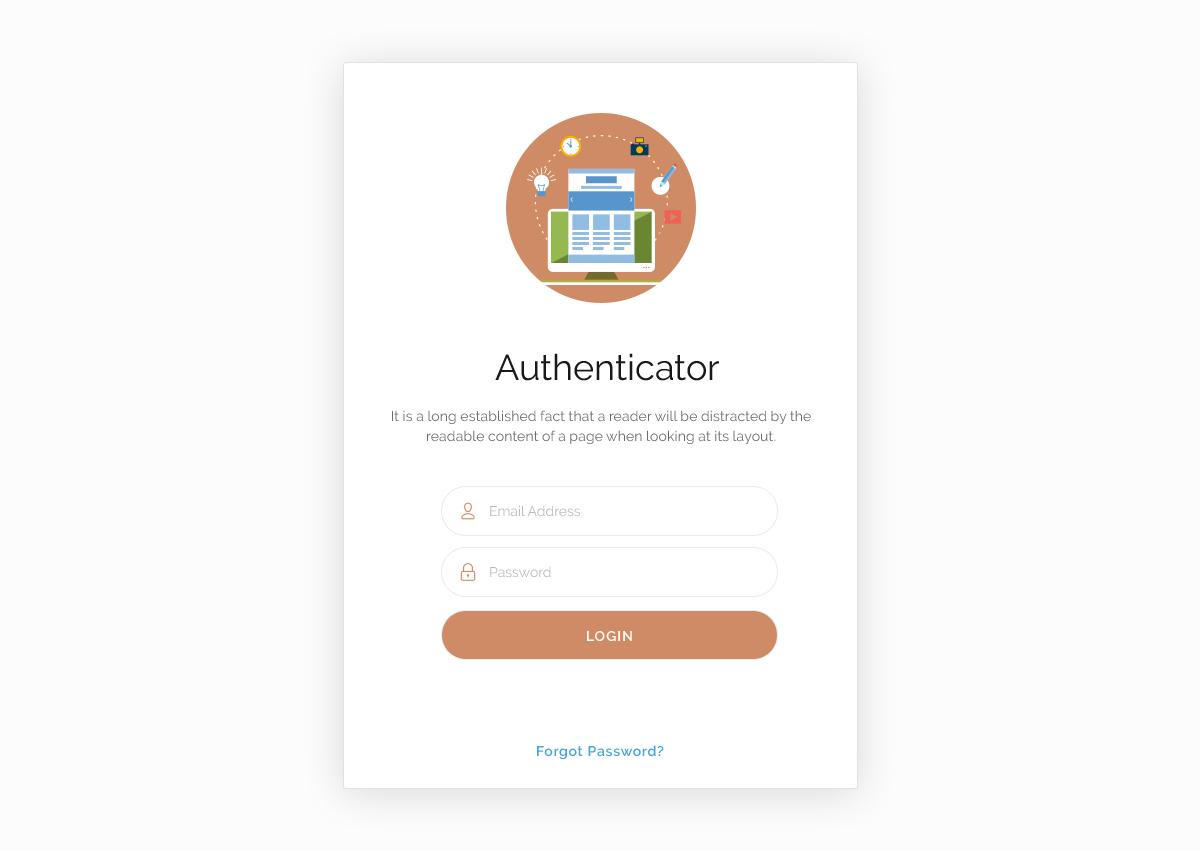 Authenticator
It is a long established fact that a reader will be distracted by the
readable content of a page when looking at its layout.
Email Address
Password
LOGIN
Forgot Password?